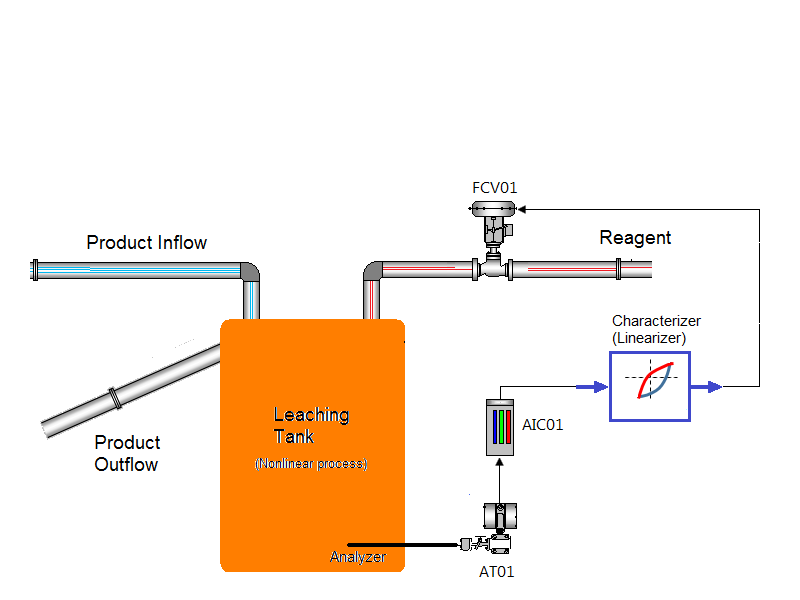 FCV01
Product Inflow
Reagent
Characterizer
(Linearizer)
Leaching
Tank
(Nonlinear process)
AIC01
Product
Outflow
Analyzer
AT01